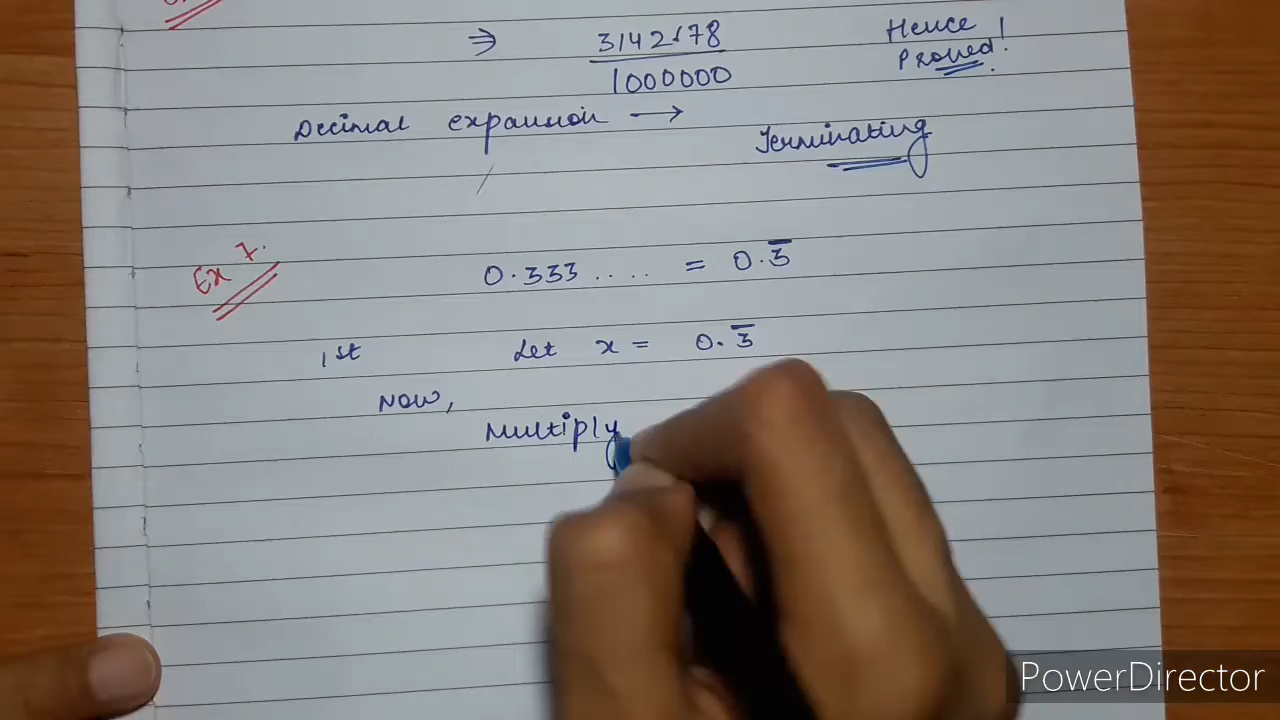 ⇒ 3142678 Hence
1000000 Proved!
Decimal expansion → Terminating
Ex 7. 0.333.... = 0.3̅
1st Let x = 0.3̅
Now,
Multiply
PowerDirector